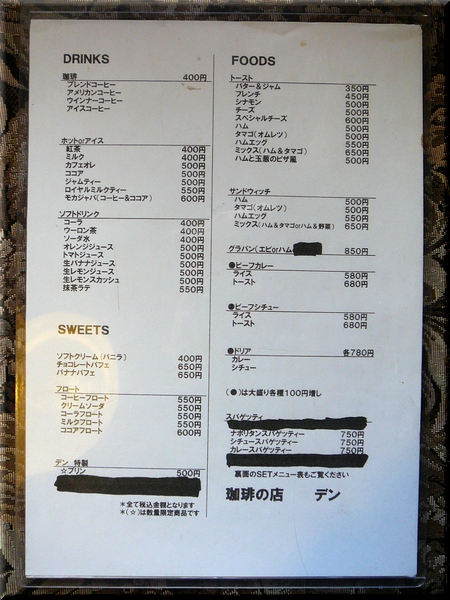 DRINKS
珈琲 400円
ブレンドコーヒー
アメリカンコーヒー
ウインナーコーヒー
アイスコーヒー
ホットorアイス
紅茶 400円
ミルク 400円
カフェオレ 500円
ココア 500円
ジャムティー 500円
ロイヤルミルクティー 550円
モカジャバ(コーヒー&ココア) 600円
ソフトドリンク
コーラ 400円
ウーロン茶 400円
ソーダ水 400円
オレンジジュース 500円
トマトジュース 500円
生バナナジュース 500円
生レモンジュース 500円
生レモンスカッシュ 500円
抹茶ラテ 550円
SWEETS
ソフトクリーム(バニラ) 400円
チョコレートパフェ 650円
バナナパフェ 650円
フロート
コーヒーフロート 550円
クリームソーダ 550円
コーラフロート 550円
ミルクフロート 550円
ココアフロート 600円
デン 特製
☆プリン 500円
*全て税込金額となります
*(☆)は数量限定商品です
FOODS
トースト
バター&ジャム 350円
フレンチ 450円
シナモン 500円
チーズ 500円
スペシャルチーズ 600円
ハム 500円
タマゴ(オムレツ) 500円
ハムエッグ 550円
ミックス(ハム&タマゴ) 650円
ハムと玉葱のピザ風 500円
サンドウィッチ
ハム 500円
タマゴ(オムレツ) 500円
ハムエッグ 550円
ミックス(ハム&タマゴorハム&野菜) 650円
グラパン(エビorハム 850円
●ビーフカレー
ライス 580円
トースト 680円
●ビーフシチュー
ライス 580円
トースト 680円
●ドリア 各780円
カレー
シチュー
(●)は大盛り各種100円増し
スパゲッティ
ナポリタンスパゲッティー 750円
シチュースパゲッティー 750円
カレースパゲッティー 750円
裏面のSETメニュー表もご覧ください
珈琲の店 デン